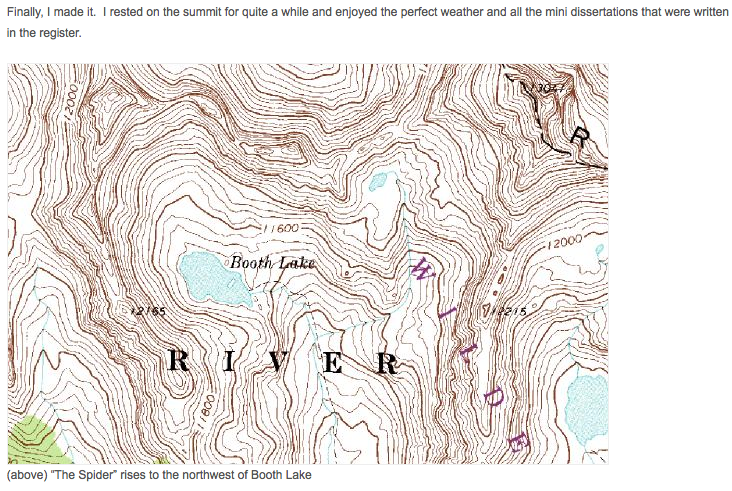 Finally, I made it.  I rested on the summit for quite a while and enjoyed the perfect weather and all the mini dissertations that were written
in the register.
12000
13047
R
11600
12000
Booth Lake
12165
12215
R I V E R
W I L D E
11800
(above) "The Spider" rises to the northwest of Booth Lake